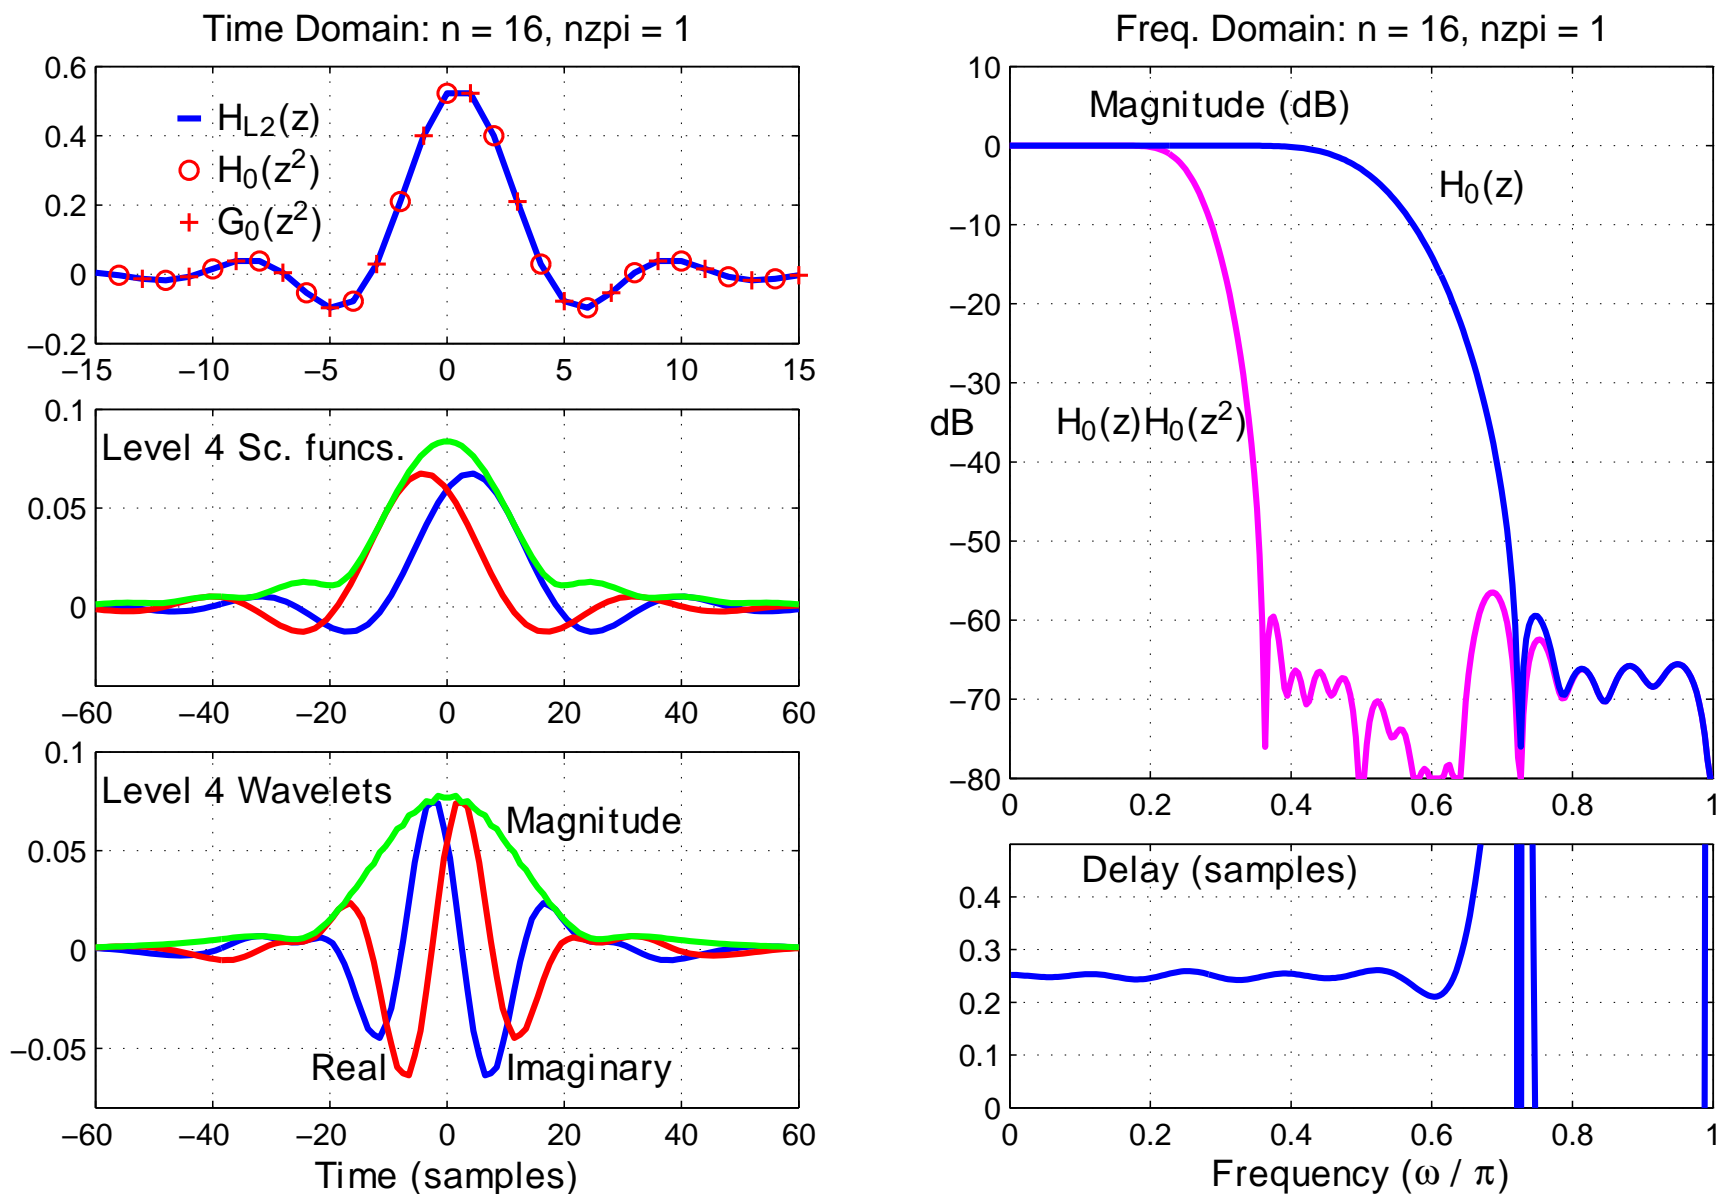 Time Domain: n = 16, nzpi = 1
0.6
0.4
0.2
0
−0.2
H_L2(z)
H_0(z^2)
G_0(z^2)
−15 −10 −5 0 5 10 15
0.1
0.05
0
Level 4 Sc. funcs.
−60 −40 −20 0 20 40 60
0.1
0.05
0
−0.05
Level 4 Wavelets
Magnitude
Real
Imaginary
−60 −40 −20 0 20 40 60
Time (samples)
Freq. Domain: n = 16, nzpi = 1
10
0
−10
−20
−30
dB
−40
−50
−60
−70
−80
Magnitude (dB)
H_0(z)
H_0(z)H_0(z^2)
0 0.2 0.4 0.6 0.8 1
Delay (samples)
0.4
0.3
0.2
0.1
0
0 0.2 0.4 0.6 0.8 1
Frequency (ω / π)